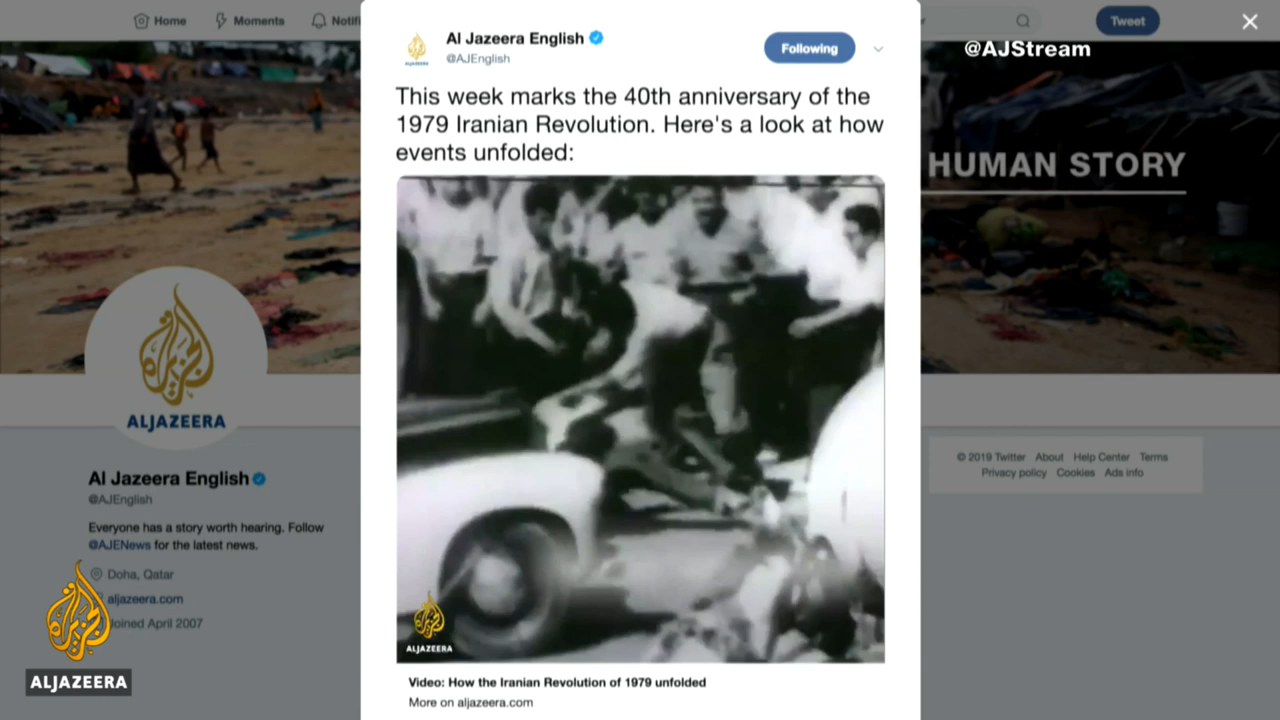 Home
Moments
Notifi
Tweet
@AJStream
HUMAN STORY
Al Jazeera English
@AJEnglish
Following
This week marks the 40th anniversary of the
1979 Iranian Revolution. Here's a look at how
events unfolded:
ALJAZEERA
Video: How the Iranian Revolution of 1979 unfolded
More on aljazeera.com
الجزيرة
ALJAZEERA
Al Jazeera English
@AJEnglish
Everyone has a story worth hearing. Follow
@AJENews for the latest news.
Doha, Qatar
aljazeera.com
Joined April 2007
الجزيرة
ALJAZEERA
© 2019 Twitter About Help Center Terms
Privacy policy Cookies Ads info